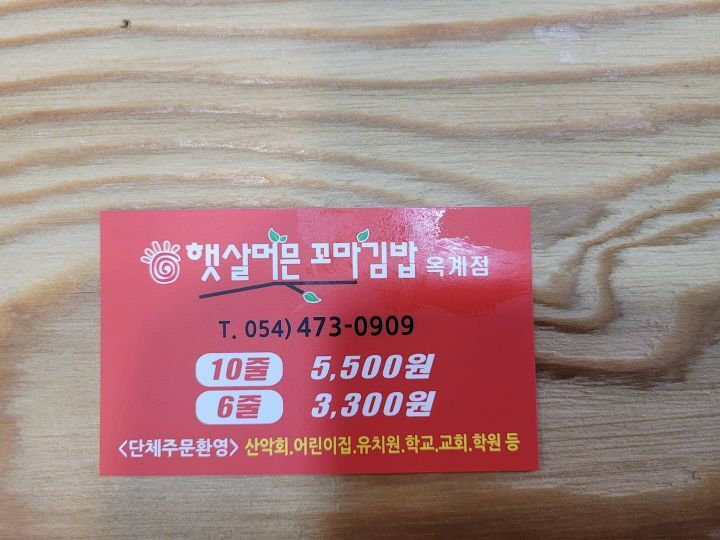 햇살머믄 꼬마김밥 옥계점
T. 054) 473-0909
10줄 5,500원
6줄 3,300원
<단체주문환영> 산악회.어린이집.유치원.학교.교회.학원 등